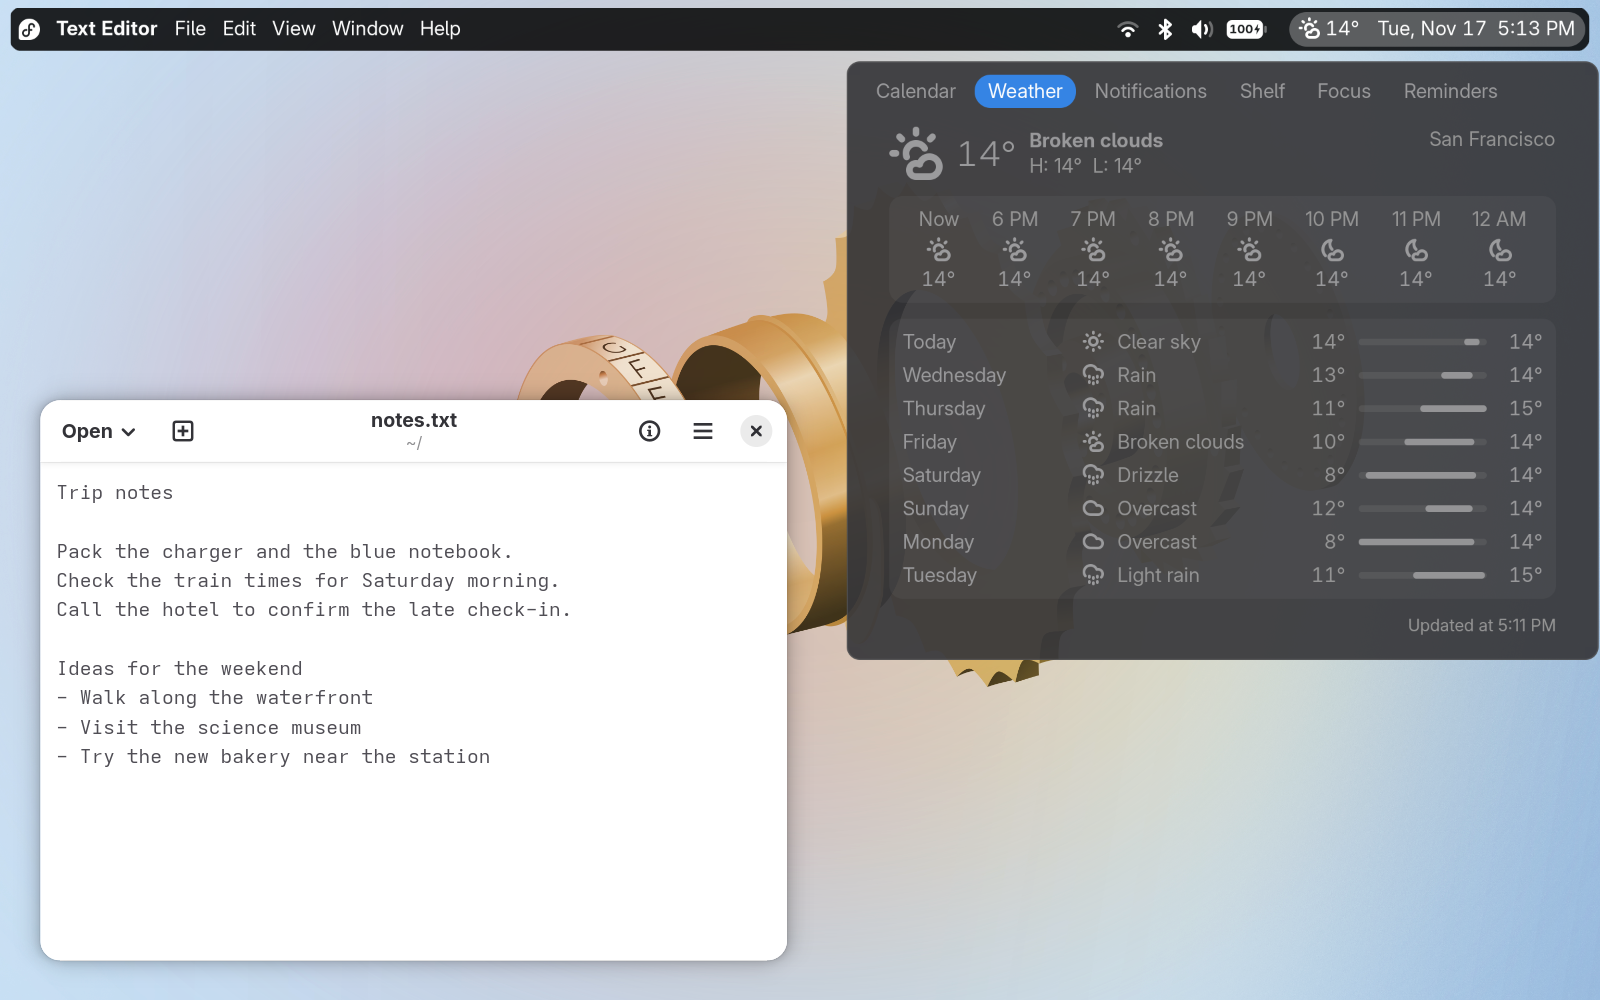 Text Editor File Edit View Window Help
100 14° Tue, Nov 17 5:13 PM
Calendar Weather Notifications Shelf Focus Reminders
14° Broken clouds
H: 14° L: 14°
San Francisco
Now 6 PM 7 PM 8 PM 9 PM 10 PM 11 PM 12 AM
14° 14° 14° 14° 14° 14° 14° 14°
Today Clear sky 14° 14°
Wednesday Rain 13° 14°
Thursday Rain 11° 15°
Friday Broken clouds 10° 14°
Saturday Drizzle 8° 14°
Sunday Overcast 12° 14°
Monday Overcast 8° 14°
Tuesday Light rain 11° 15°
Updated at 5:11 PM
Open notes.txt
~/
Trip notes
Pack the charger and the blue notebook.
Check the train times for Saturday morning.
Call the hotel to confirm the late check-in.
Ideas for the weekend
- Walk along the waterfront
- Visit the science museum
- Try the new bakery near the station